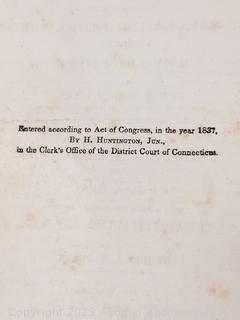 Entered according to Act of Congress, in the year 1837,
By H. Huntington, Jun.,
in the Clerk's Office of the District Court of Connecticut.